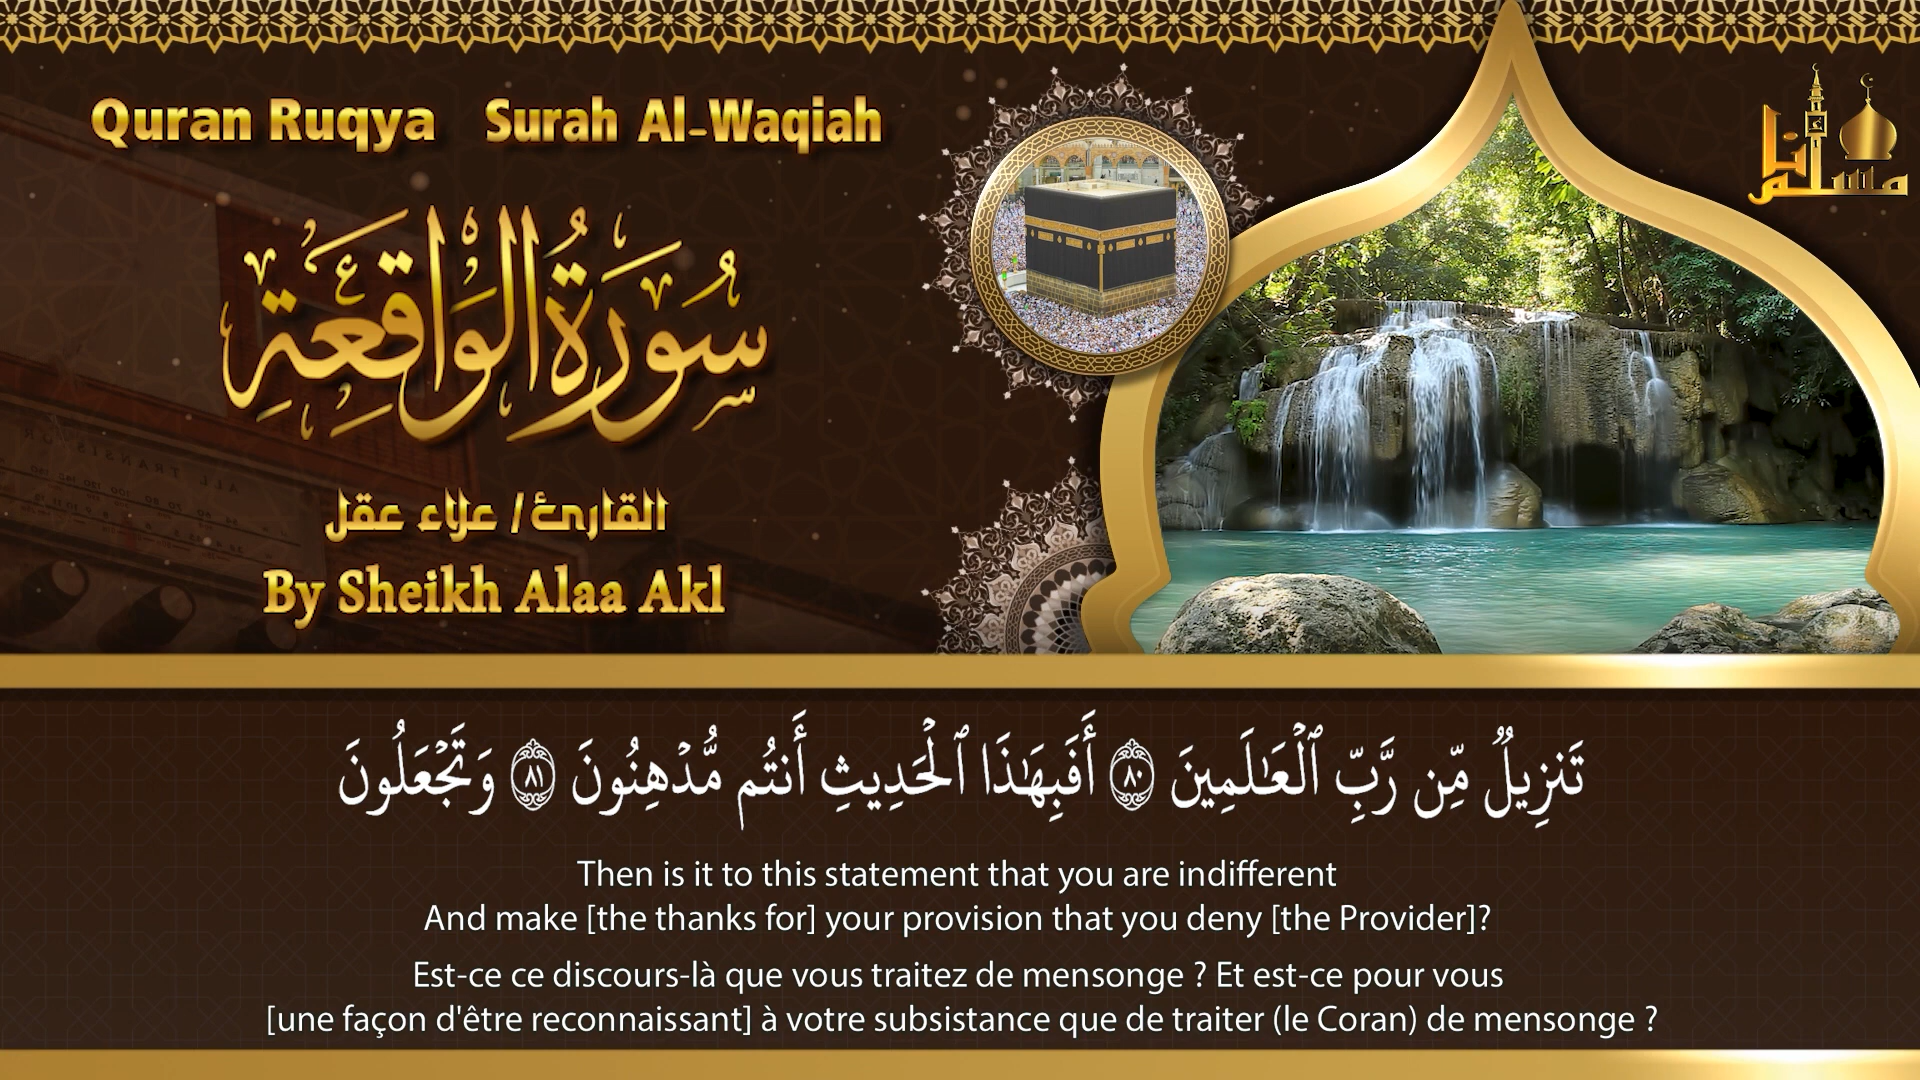 Quran Ruqya Surah Al-Waqiah
أنا مسلم
سُورَةُ الْوَاقِعَةِ
القارئ / علاء عقل
By Sheikh Alaa Akl
تَنزِيلٌ مِّن رَّبِّ ٱلْعَـٰلَمِينَ ٨٠ أَفَبِهَـٰذَا ٱلْحَدِيثِ أَنتُم مُّدْهِنُونَ ٨١ وَتَجْعَلُونَ
Then is it to this statement that you are indifferent
And make [the thanks for] your provision that you deny [the Provider]?
Est-ce ce discours-là que vous traitez de mensonge ? Et est-ce pour vous
[une façon d'être reconnaissant] à votre subsistance que de traiter (le Coran) de mensonge ?